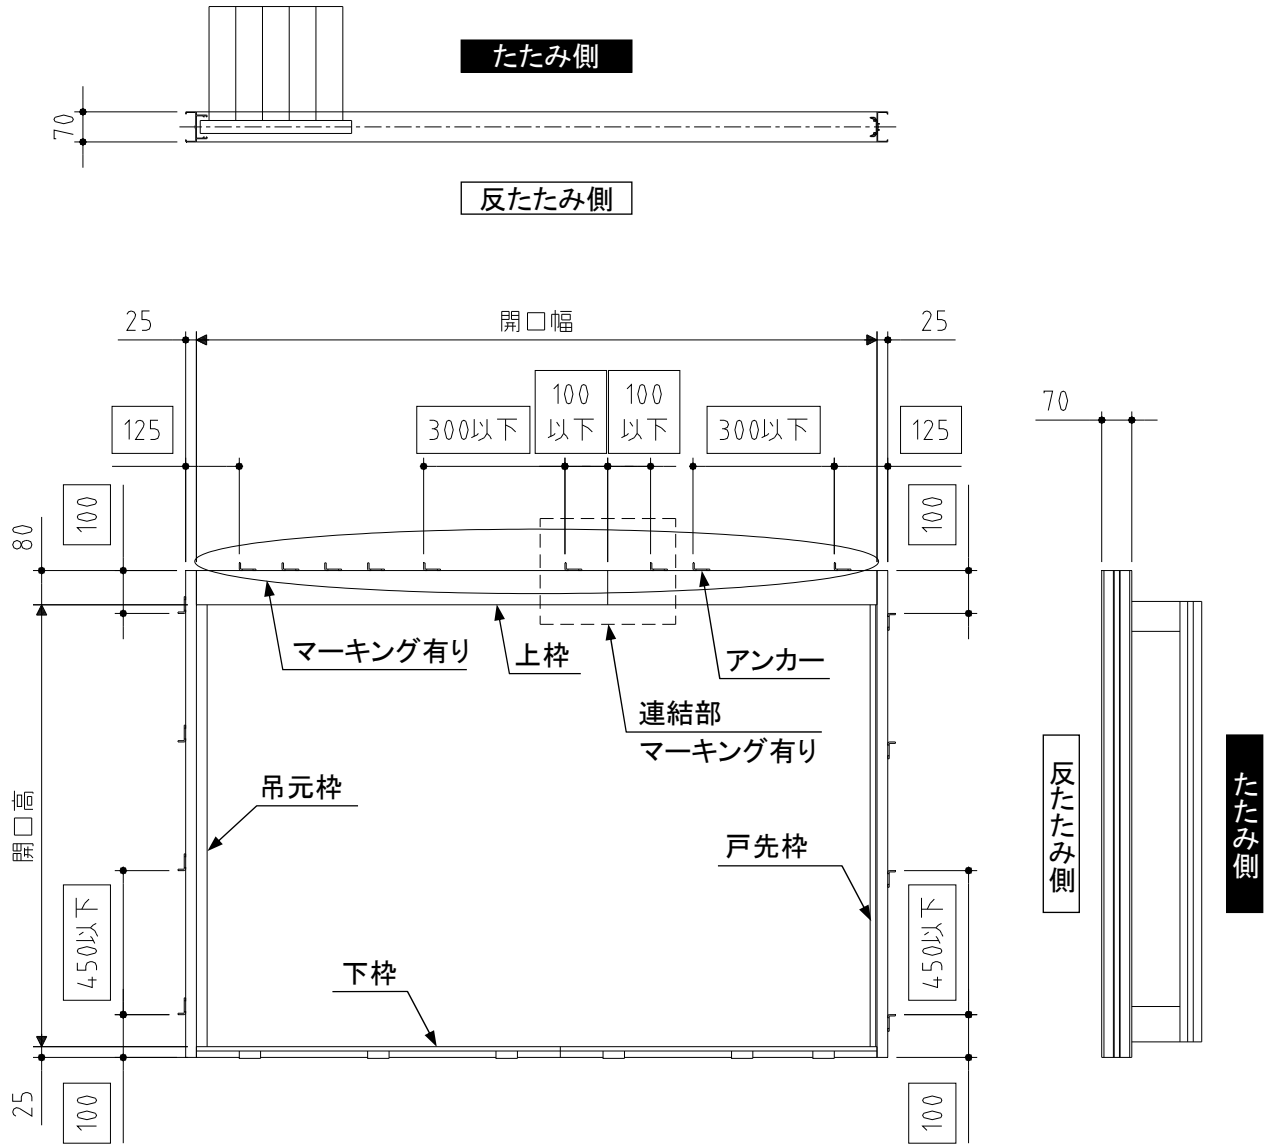 たたみ側
70
反たたみ側
25
開口幅
25
125
300以下
100
以下
100
以下
300以下
125
70
80
100
100
マーキング有り
上枠
アンカー
連結部
マーキング有り
吊元枠
戸先枠
開口高
反たたみ側
たたみ側
450以下
450以下
下枠
25
100
100